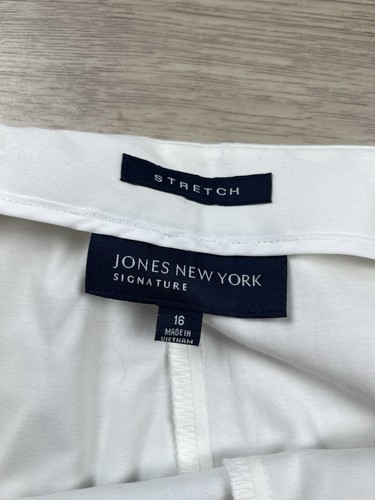 STRETCH
JONES NEW YORK
SIGNATURE
16
MADE IN
VIETNAM